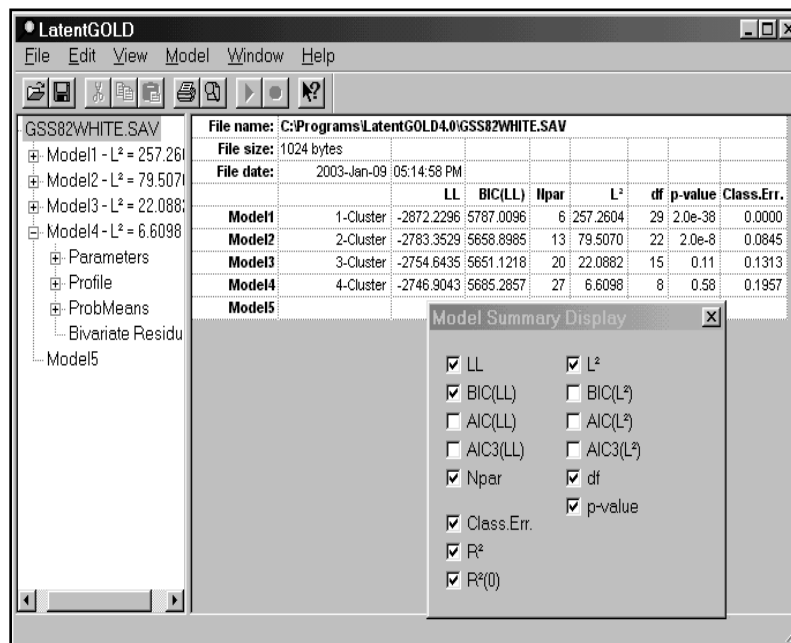 LatentGOLD
File Edit View Model Window Help
GSS82WHITE.SAV
Model1 - L² = 257.26
Model2 - L² = 79.507
Model3 - L² = 22.088
Model4 - L² = 6.6098
Parameters
Profile
ProbMeans
Bivariate Residu
Model5
File name: C:\Programs\LatentGOLD4.0\GSS82WHITE.SAV
File size: 1024 bytes
File date: 2003-Jan-09 05:14:58 PM
LL BIC(LL) Npar L² df p-value Class.Err.
Model1 1-Cluster -2872.2296 5787.0096 6 257.2604 29 2.0e-38 0.0000
Model2 2-Cluster -2783.3529 5658.8985 13 79.5070 22 2.0e-8 0.0845
Model3 3-Cluster -2754.6435 5651.1218 20 22.0882 15 0.11 0.1313
Model4 4-Cluster -2746.9043 5685.2857 27 6.6098 8 0.58 0.1957
Model5
Model Summary Display
LL L²
BIC(LL) BIC(L²)
AIC(LL) AIC(L²)
AIC3(LL) AIC3(L²)
Npar df
p-value
Class.Err.
R²
R²(0)